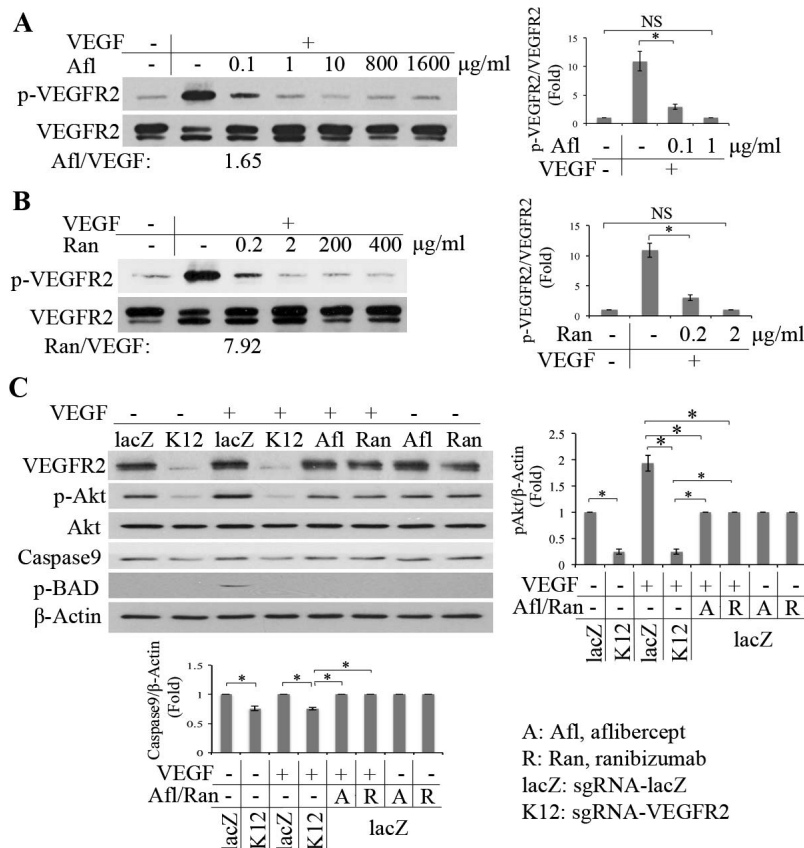 A
VEGF - +
Afl - - 0.1 1 10 800 1600 µg/ml
p-VEGFR2
VEGFR2
Afl/VEGF: 1.65
NS
*
15
10
5
0
p-VEGFR2/VEGFR2
(Fold)
Afl - - 0.1 1 µg/ml
VEGF - +
B
VEGF - +
Ran - - 0.2 2 200 400 µg/ml
p-VEGFR2
VEGFR2
Ran/VEGF: 7.92
NS
*
15
10
5
0
p-VEGFR2/VEGFR2
(Fold)
Ran - - 0.2 2 µg/ml
VEGF - +
C
VEGF - - + + + + - -
lacZ K12 lacZ K12 Afl Ran Afl Ran
VEGFR2
p-Akt
Akt
Caspase9
p-BAD
β-Actin
* * * * * *
2.5
2
1.5
1
0.5
0
pAkt/β-Actin
(Fold)
VEGF - - + + + + - -
Afl/Ran - - - - A R A R
lacZ K12 lacZ K12 lacZ
* * * *
1.5
1
0.5
0
Caspase9/β-Actin
(Fold)
VEGF - - + + + + - -
Afl/Ran - - - - A R A R
lacZ K12 lacZ K12 lacZ
A: Afl, aflibercept
R: Ran, ranibizumab
lacZ: sgRNA-lacZ
K12: sgRNA-VEGFR2